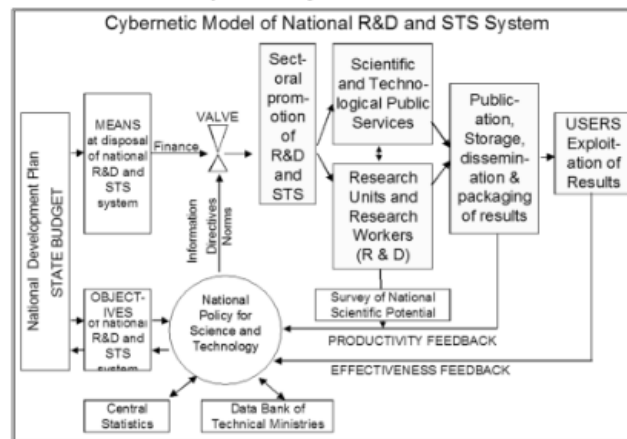 Cybernetic Model of National R&D and STS System
National Development Plan
STATE BUDGET
MEANS
at disposal
of national
R&D and
STS
system
Finance
VALVE
Information
Directives
Norms
Sect-
oral
prom-
otion
of
R&D
and
STS
Scientific
and Techno-
logical Public
Services
Research
Units and
Research
Workers
(R & D)
Public-
ation,
Storage,
dissemin-
ation &
packaging
of results
USERS
Exploit-
ation of
Results
OBJECT-
IVES
of national
R&D and
STS
system
National
Policy for
Science and
Technology
Survey of National
Scientific Potential
PRODUCTIVITY FEEDBACK
EFFECTIVENESS FEEDBACK
Central
Statistics
Data Bank of
Technical Ministries